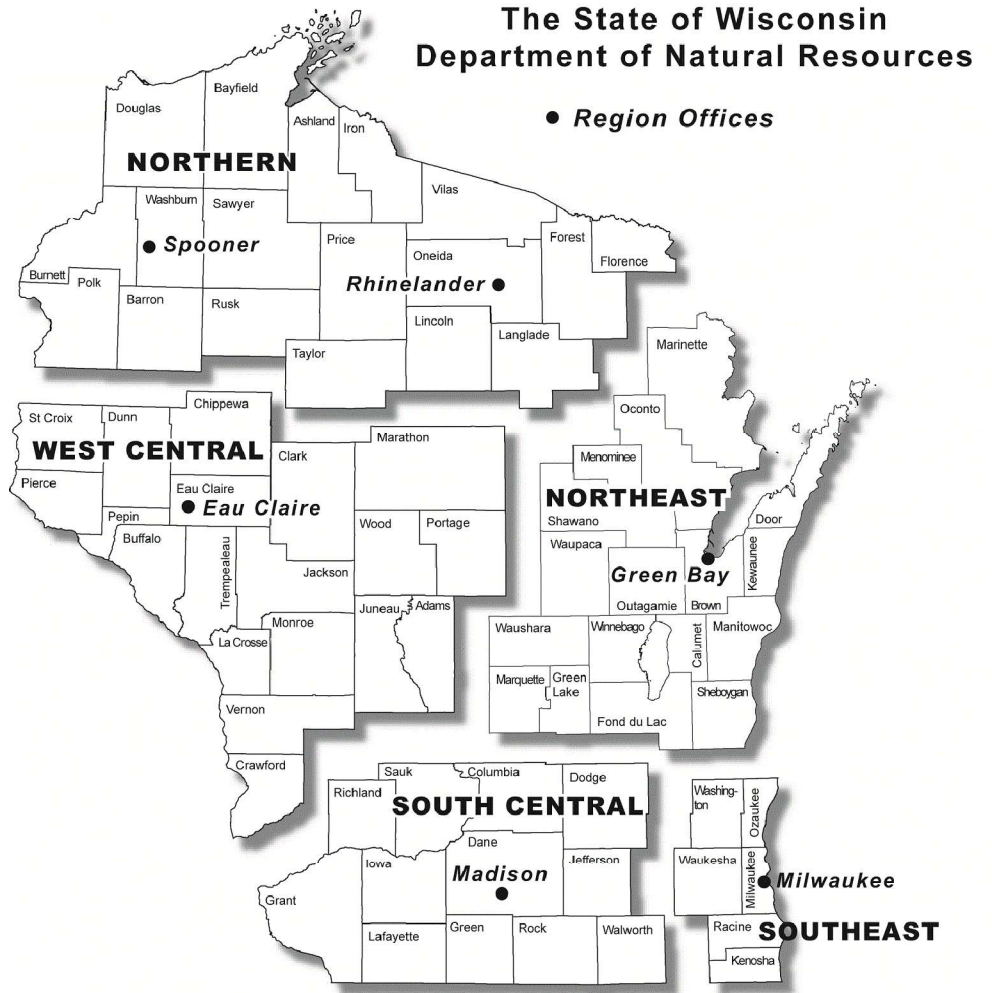 The State of Wisconsin
Department of Natural Resources
Region Offices
Bayfield
Douglas
Ashland
Iron
NORTHERN
Vilas
Washburn
Sawyer
Spooner
Price
Forest
Oneida
Florence
Burnett
Polk
Rhinelander
Barron
Rusk
Lincoln
Langlade
Taylor
Marinette
Chippewa
St Croix
Dunn
Oconto
WEST CENTRAL
Marathon
Clark
Menominee
Pierce
Eau Claire
NORTHEAST
Eau Claire
Pepin
Shawano
Door
Buffalo
Wood
Portage
Waupaca
Kewaunee
Trempealeau
Jackson
Green Bay
Juneau
Adams
Outagamie
Brown
Monroe
Waushara
Winnebago
Calumet
Manitowoc
La Crosse
Marquette
Green
Lake
Sheboygan
Vernon
Fond du Lac
Crawford
Sauk
Columbia
Dodge
Richland
SOUTH CENTRAL
Washing-
ton
Ozaukee
Dane
Iowa
Jefferson
Waukesha
Madison
Milwaukee
Milwaukee
Grant
Lafayette
Green
Rock
Walworth
Racine
SOUTHEAST
Kenosha